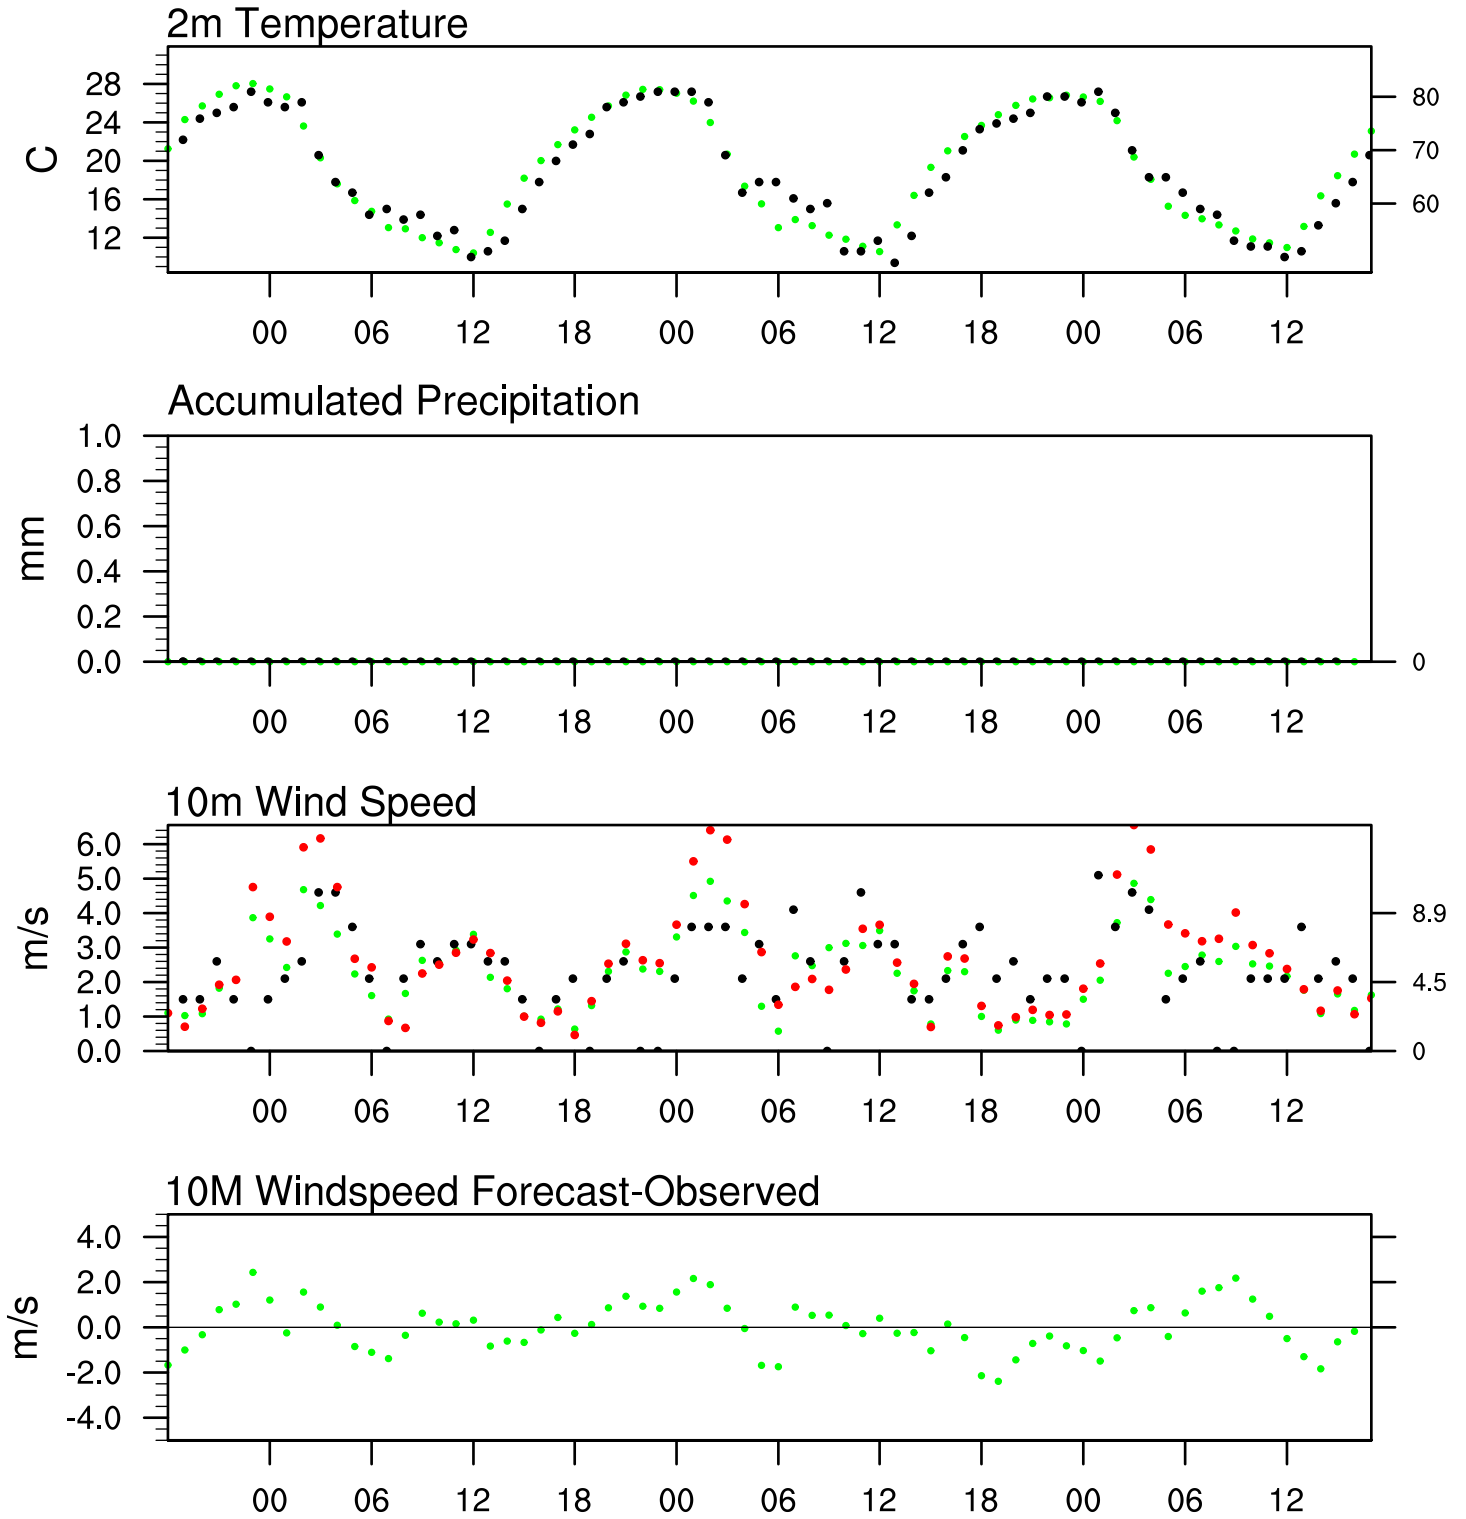 2m Temperature
28
24
20
16
12
C
80
70
60
00 06 12 18 00 06 12 18 00 06 12
Accumulated Precipitation
1.0
0.8
0.6
0.4
0.2
0.0
mm
0
00 06 12 18 00 06 12 18 00 06 12
10m Wind Speed
6.0
5.0
4.0
3.0
2.0
1.0
0.0
m/s
8.9
4.5
0
00 06 12 18 00 06 12 18 00 06 12
10M Windspeed Forecast-Observed
4.0
2.0
0.0
-2.0
-4.0
m/s
00 06 12 18 00 06 12 18 00 06 12